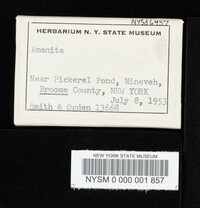 NYSf6457
HERBARIUM N. Y. STATE MUSEUM
Amanita
Near Pickerel Pond, Nineveh,
Broome County, NEW YORK
July 8, 1953
Smith & Ogden 13668
NEW YORK STATE MUSEUM
NYSM 0 000 001 857